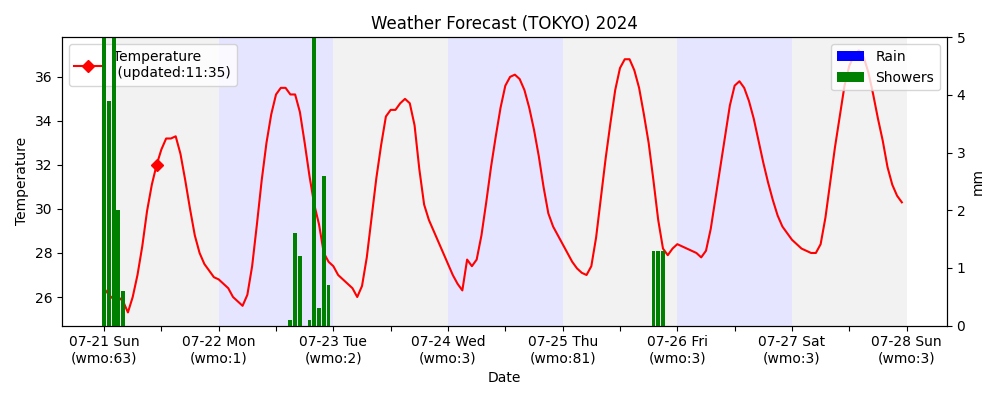 Weather Forecast (TOKYO) 2024
Temperature
(updated:11:35)
Rain
Showers
Temperature
36
34
32
30
28
26
5
4
3
2
1
0
mm
07-21 Sun 07-22 Mon 07-23 Tue 07-24 Wed 07-25 Thu 07-26 Fri 07-27 Sat 07-28 Sun
(wmo:63) (wmo:1) (wmo:2) (wmo:3) (wmo:81) (wmo:3) (wmo:3) (wmo:3)
Date